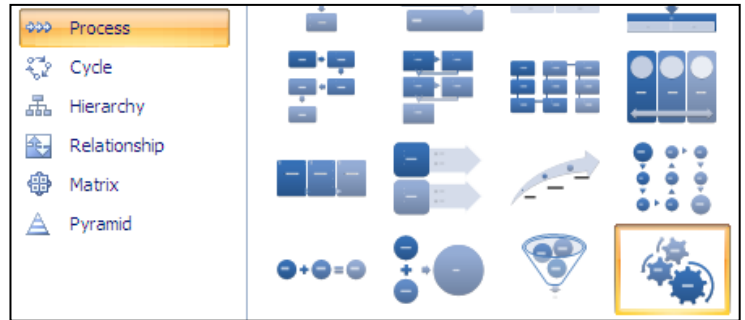 Process
Cycle
Hierarchy
Relationship
Matrix
Pyramid